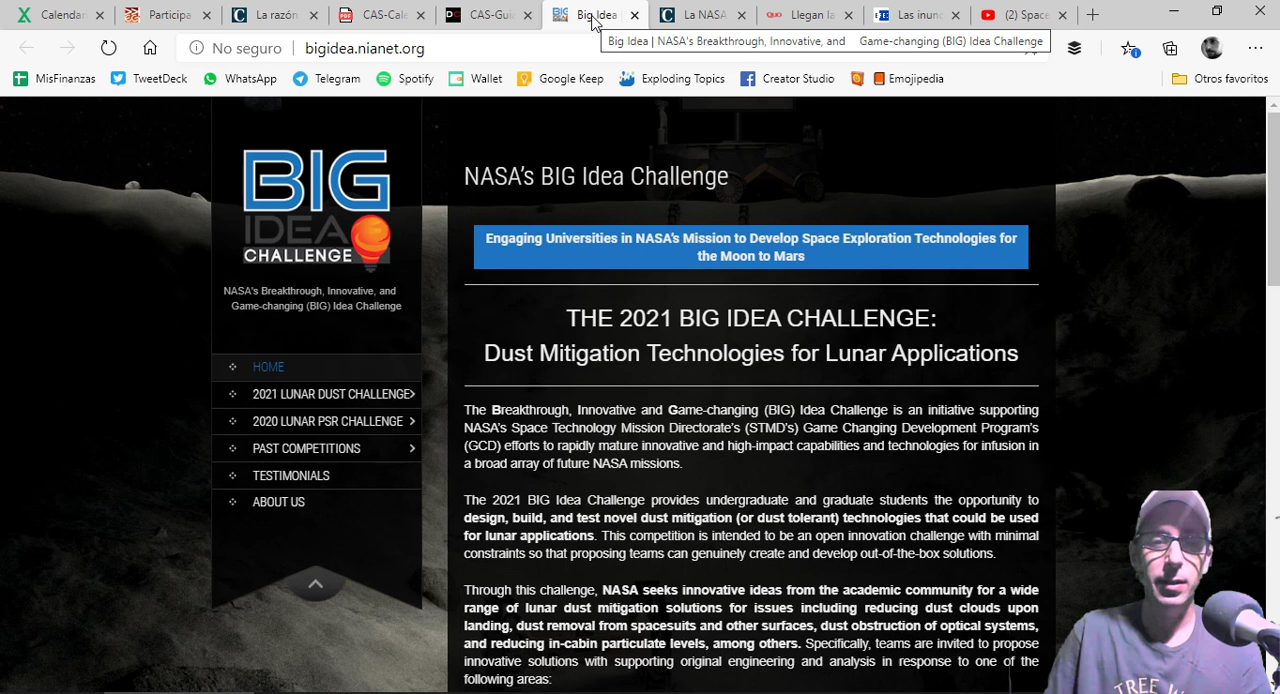 Calendari
Participa
La razón
CAS-Cale
CAS-Guia
Big Idea
La NASA
QUO
Llegan la
Las inun
(2) Space
No seguro
bigidea.nianet.org
Big Idea | NASA's Breakthrough, Innovative, and Game-changing (BIG) Idea Challenge
MisFinanzas
TweetDeck
WhatsApp
Telegram
Spotify
Wallet
Google Keep
Exploding Topics
Creator Studio
Emojipedia
Otros favoritos
BIG
IDEA
CHALLENGE
NASA's Breakthrough, Innovative, and
Game-changing (BIG) Idea Challenge
HOME
2021 LUNAR DUST CHALLENGE
2020 LUNAR PSR CHALLENGE
PAST COMPETITIONS
TESTIMONIALS
ABOUT US
NASA's BIG Idea Challenge
Engaging Universities in NASA's Mission to Develop Space Exploration Technologies for
the Moon to Mars
THE 2021 BIG IDEA CHALLENGE:
Dust Mitigation Technologies for Lunar Applications
The Breakthrough, Innovative and Game-changing (BIG) Idea Challenge is an initiative supporting
NASA's Space Technology Mission Directorate's (STMD's) Game Changing Development Program's
(GCD) efforts to rapidly mature innovative and high-impact capabilities and technologies for infusion in
a broad array of future NASA missions.
The 2021 BIG Idea Challenge provides undergraduate and graduate students the opportunity to
design, build, and test novel dust mitigation (or dust tolerant) technologies that could be used
for lunar applications. This competition is intended to be an open innovation challenge with minimal
constraints so that proposing teams can genuinely create and develop out-of-the-box solutions.
Through this challenge, NASA seeks innovative ideas from the academic community for a wide
range of lunar dust mitigation solutions for issues including reducing dust clouds upon
landing, dust removal from spacesuits and other surfaces, dust obstruction of optical systems,
and reducing in-cabin particulate levels, among others. Specifically, teams are invited to propose
innovative solutions with supporting original engineering and analysis in response to one of the
following areas: